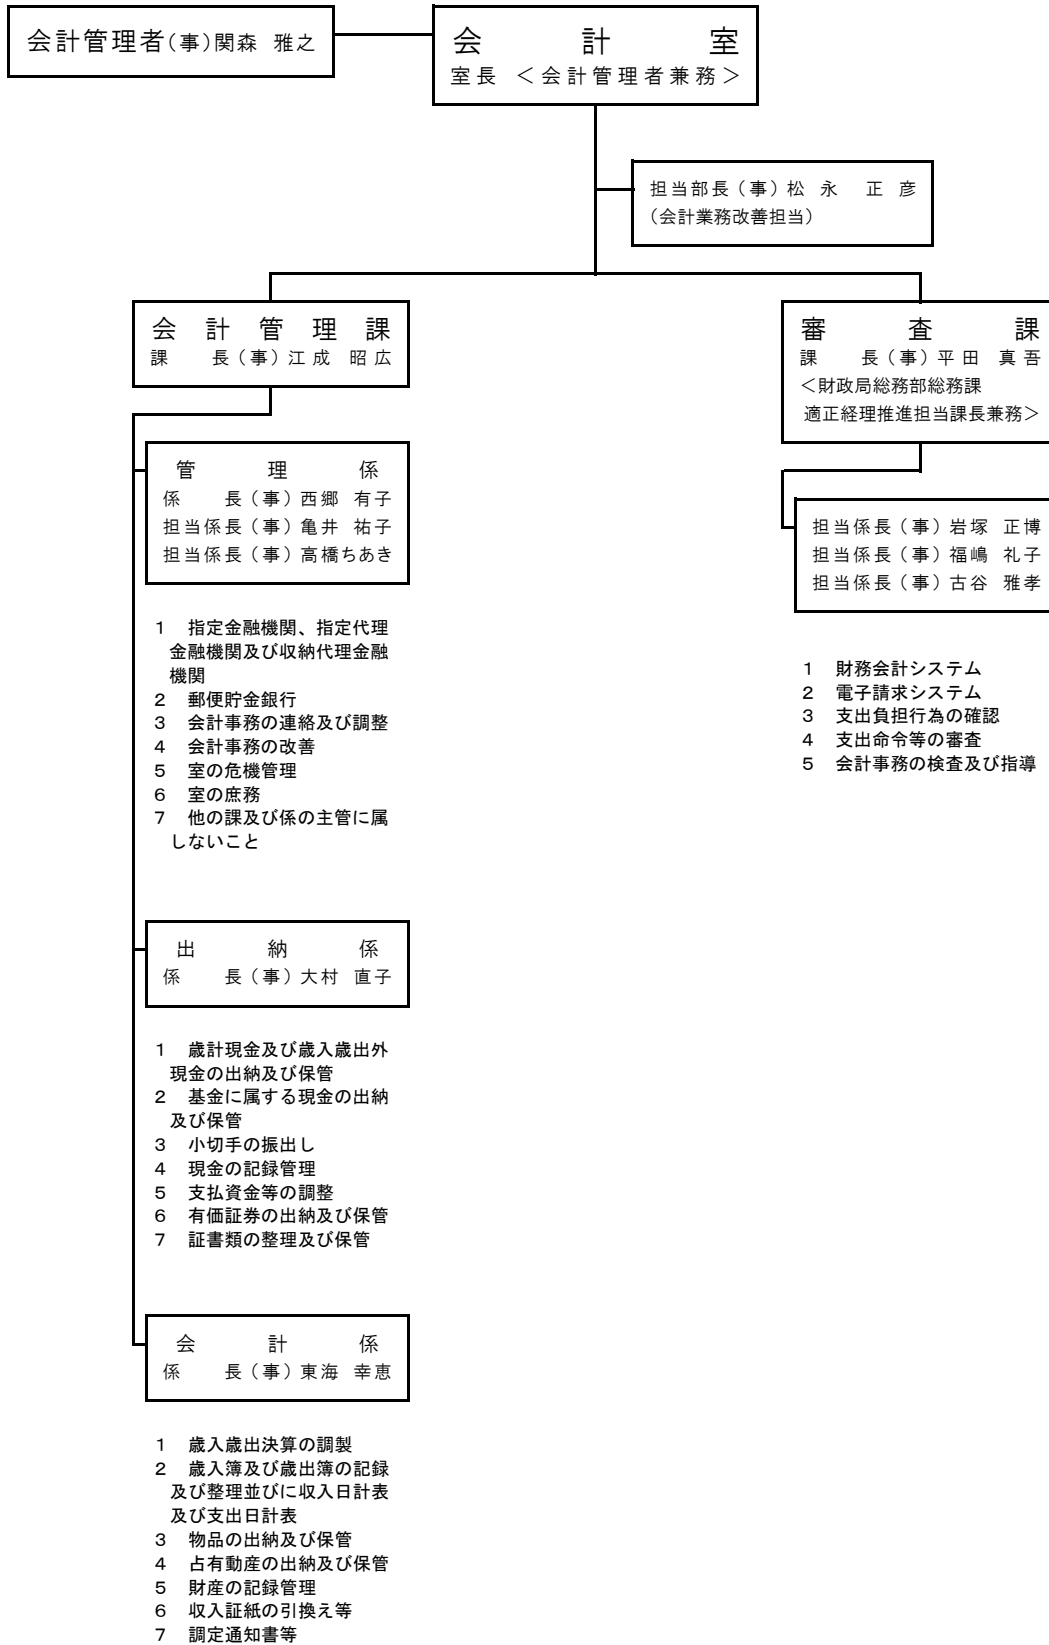 会計管理者(事)関森 雅之
会計室
室長 ＜会計管理者兼務＞
担当部長（事）松永 正彦
（会計業務改善担当）
会計管理課
課 長（事）江成 昭広
審査課
課 長（事）平田 真吾
＜財政局総務部総務課
適正経理推進担当課長兼務＞
管理係
係 長（事）西郷 有子
担当係長（事）亀井 祐子
担当係長（事）高橋ちあき
1 指定金融機関、指定代理
金融機関及び収納代理金融
機関
2 郵便貯金銀行
3 会計事務の連絡及び調整
4 会計事務の改善
5 室の危機管理
6 室の庶務
7 他の課及び係の主管に属
しないこと
担当係長（事）岩塚 正博
担当係長（事）福嶋 礼子
担当係長（事）古谷 雅孝
1 財務会計システム
2 電子請求システム
3 支出負担行為の確認
4 支出命令等の審査
5 会計事務の検査及び指導
出納係
係 長（事）大村 直子
1 歳計現金及び歳入歳出外
現金の出納及び保管
2 基金に属する現金の出納
及び保管
3 小切手の振出し
4 現金の記録管理
5 支払資金等の調整
6 有価証券の出納及び保管
7 証書類の整理及び保管
会計係
係 長（事）東海 幸恵
1 歳入歳出決算の調製
2 歳入簿及び歳出簿の記録
及び整理並びに収入日計表
及び支出日計表
3 物品の出納及び保管
4 占有動産の出納及び保管
5 財産の記録管理
6 収入証紙の引換え等
7 調定通知書等